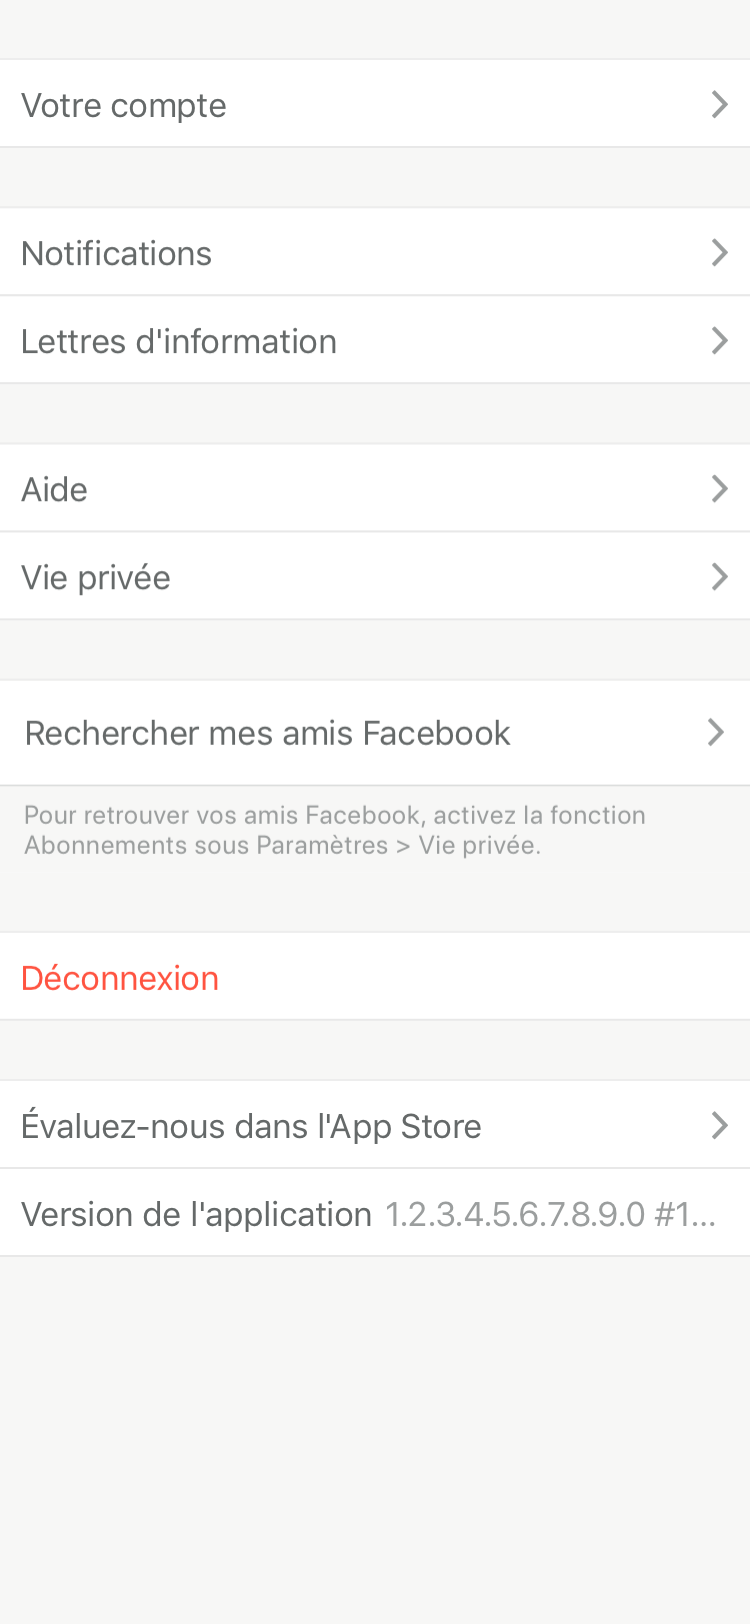 Votre compte
Notifications
Lettres d'information
Aide
Vie privée
Rechercher mes amis Facebook
Pour retrouver vos amis Facebook, activez la fonction
Abonnements sous Paramètres > Vie privée.
Déconnexion
Évaluez-nous dans l'App Store
Version de l'application 1.2.3.4.5.6.7.8.9.0 #1...